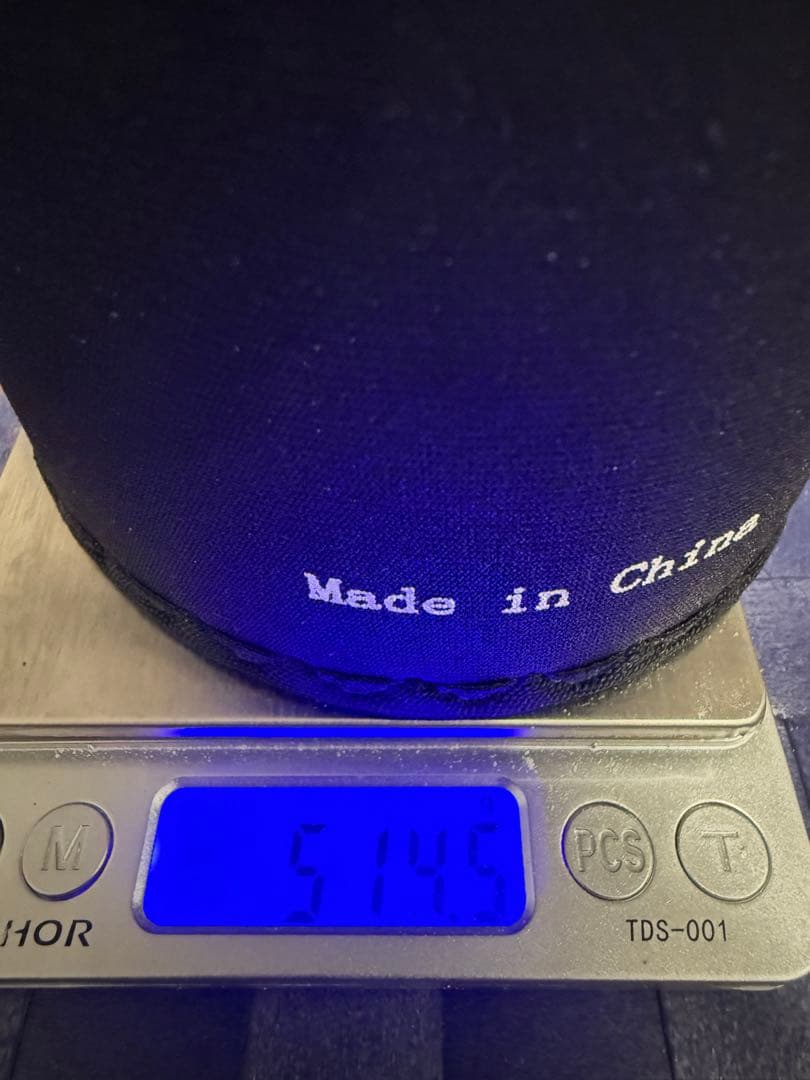 Made in China
514.5
M
PCS
T
HOR
TDS-001